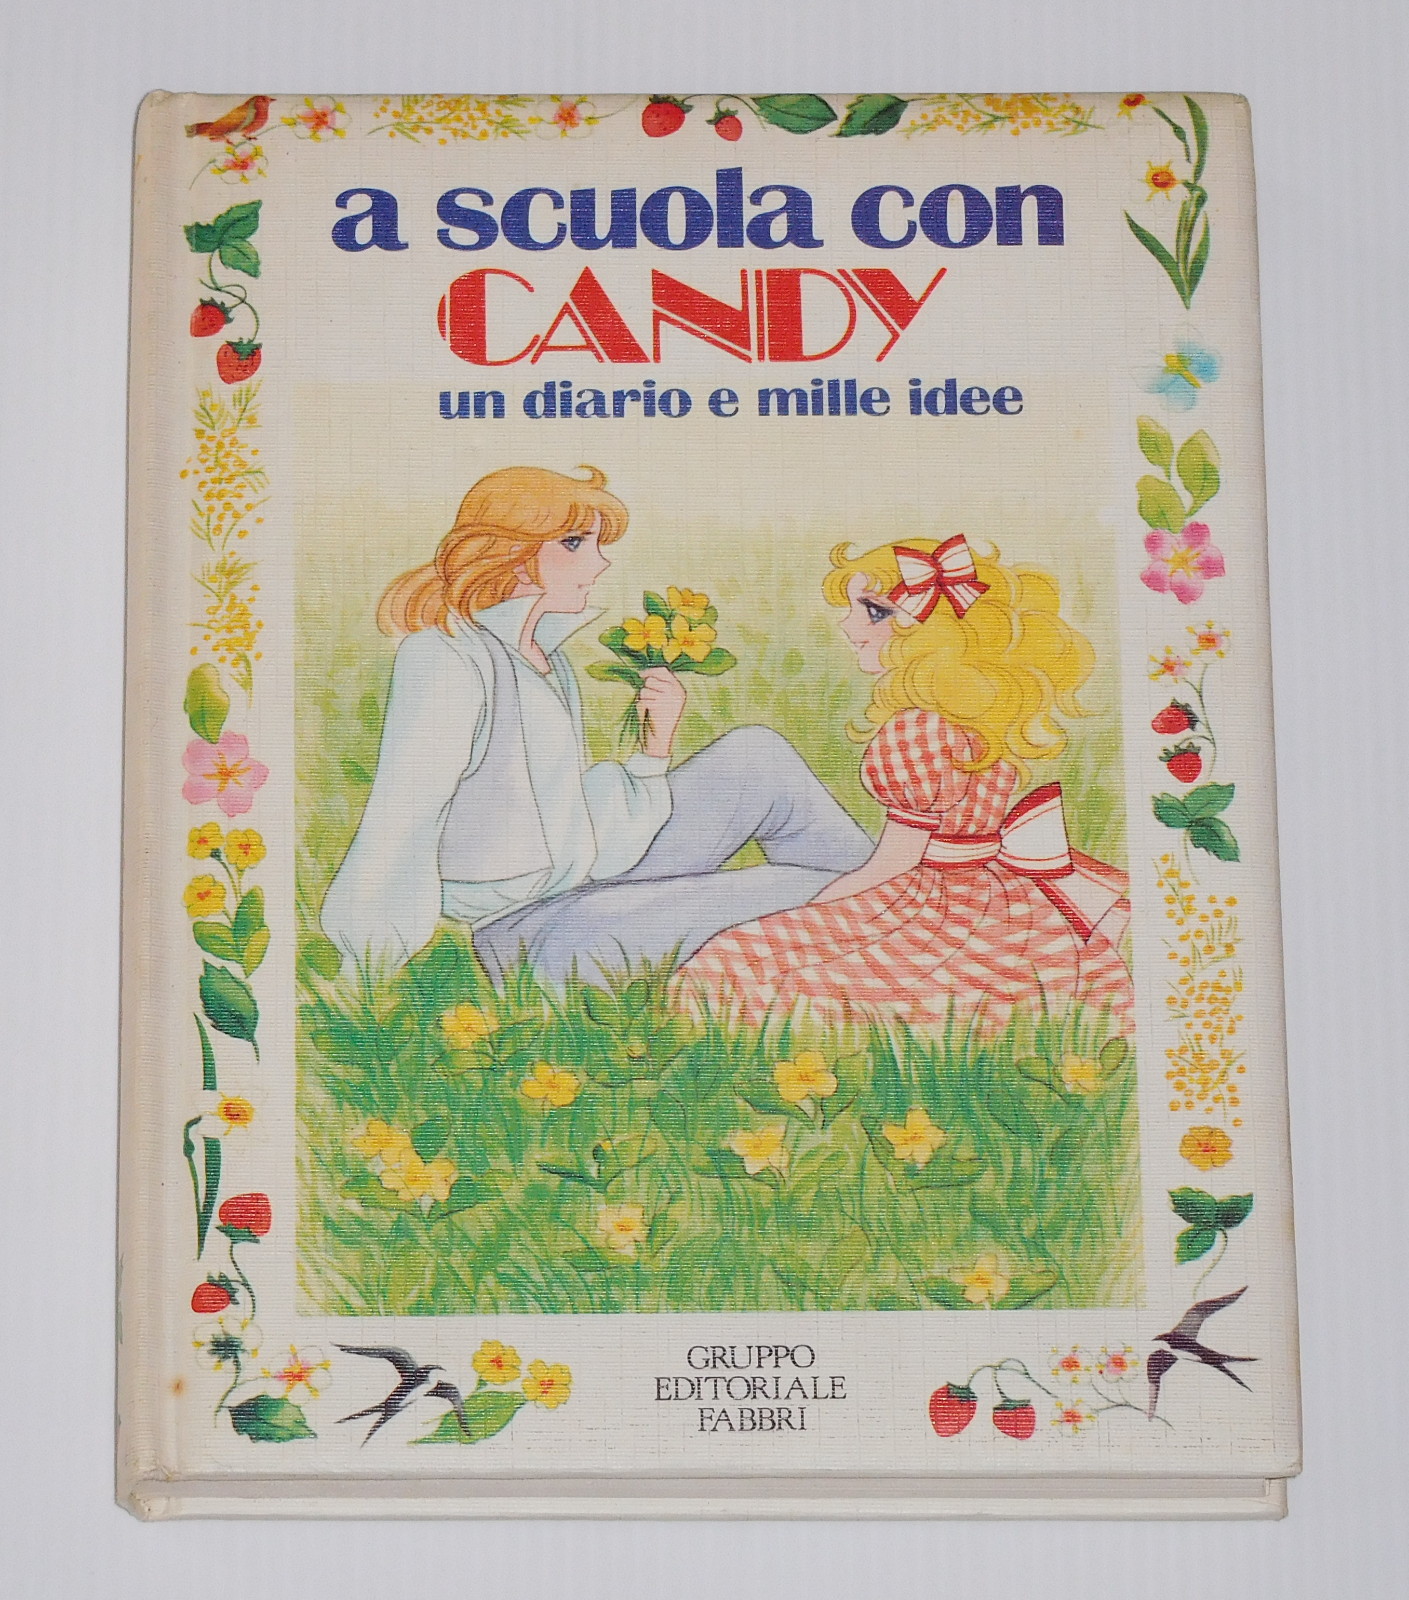 a scuola con
CANDY
un diario e mille idee
GRUPPO
EDITORIALE
FABBRI